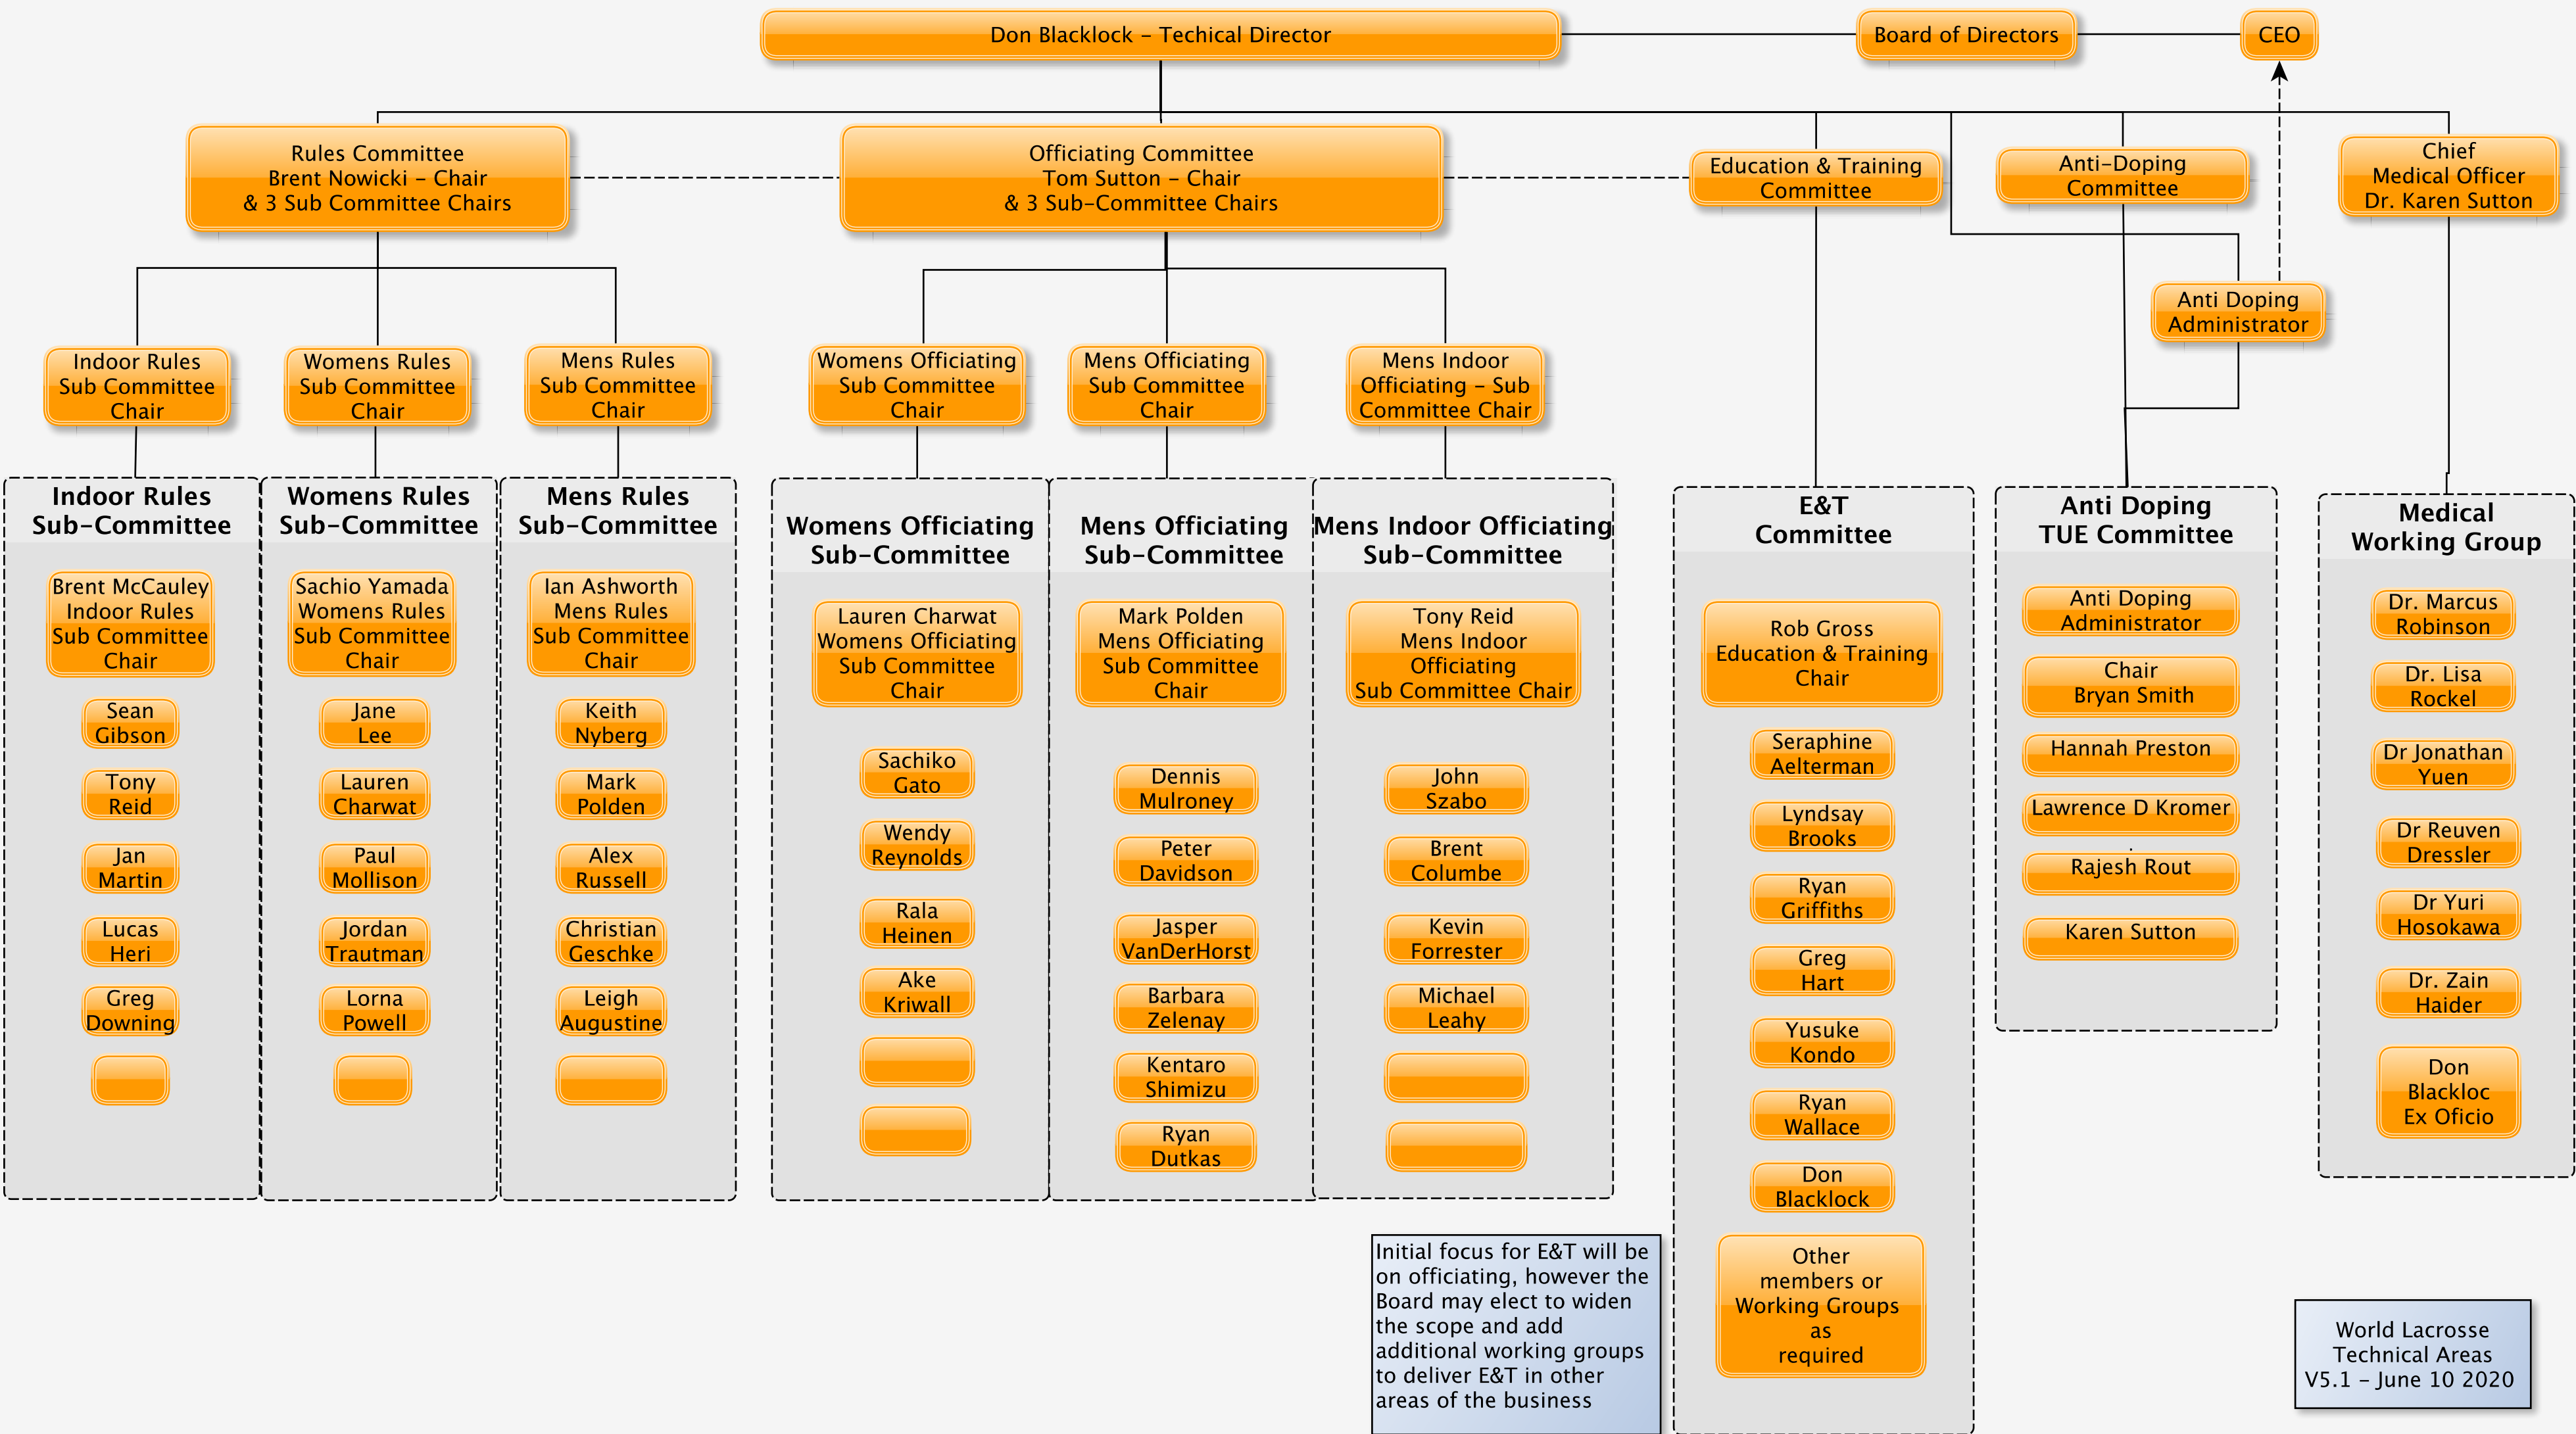 Don Blacklock - Techical Director
Board of Directors
CEO
Rules Committee
Brent Nowicki - Chair
& 3 Sub Committee Chairs
Officiating Committee
Tom Sutton - Chair
& 3 Sub-Committee Chairs
Education & Training
Committee
Anti-Doping
Committee
Chief
Medical Officer
Dr. Karen Sutton
Anti Doping
Administrator
Indoor Rules
Sub Committee
Chair
Womens Rules
Sub Committee
Chair
Mens Rules
Sub Committee
Chair
Womens Officiating
Sub Committee
Chair
Mens Officiating
Sub Committee
Chair
Mens Indoor
Officiating - Sub
Committee Chair
Indoor Rules
Sub-Committee
Brent McCauley
Indoor Rules
Sub Committee
Chair
Sean
Gibson
Tony
Reid
Jan
Martin
Lucas
Heri
Greg
Downing
Womens Rules
Sub-Committee
Sachio Yamada
Womens Rules
Sub Committee
Chair
Jane
Lee
Lauren
Charwat
Paul
Mollison
Jordan
Trautman
Lorna
Powell
Mens Rules
Sub-Committee
Ian Ashworth
Mens Rules
Sub Committee
Chair
Keith
Nyberg
Mark
Polden
Alex
Russell
Christian
Geschke
Leigh
Augustine
Womens Officiating
Sub-Committee
Lauren Charwat
Womens Officiating
Sub Committee
Chair
Sachiko
Gato
Wendy
Reynolds
Rala
Heinen
Ake
Kriwall
Mens Officiating
Sub-Committee
Mark Polden
Mens Officiating
Sub Committee
Chair
Dennis
Mulroney
Peter
Davidson
Jasper
VanDerHorst
Barbara
Zelenay
Kentaro
Shimizu
Ryan
Dutkas
Mens Indoor Officiating
Sub-Committee
Tony Reid
Mens Indoor
Officiating
Sub Committee Chair
John
Szabo
Brent
Columbe
Kevin
Forrester
Michael
Leahy
E&T
Committee
Rob Gross
Education & Training
Chair
Seraphine
Aelterman
Lyndsay
Brooks
Ryan
Griffiths
Greg
Hart
Yusuke
Kondo
Ryan
Wallace
Don
Blacklock
Other
members or
Working Groups
as
required
Anti Doping
TUE Committee
Anti Doping
Administrator
Chair
Bryan Smith
Hannah Preston
Lawrence D Kromer
.
Rajesh Rout
Karen Sutton
Medical
Working Group
Dr. Marcus
Robinson
Dr. Lisa
Rockel
Dr Jonathan
Yuen
Dr Reuven
Dressler
Dr Yuri
Hosokawa
Dr. Zain
Haider
Don
Blackloc
Ex Oficio
Initial focus for E&T will be
on officiating, however the
Board may elect to widen
the scope and add
additional working groups
to deliver E&T in other
areas of the business
World Lacrosse
Technical Areas
V5.1 - June 10 2020